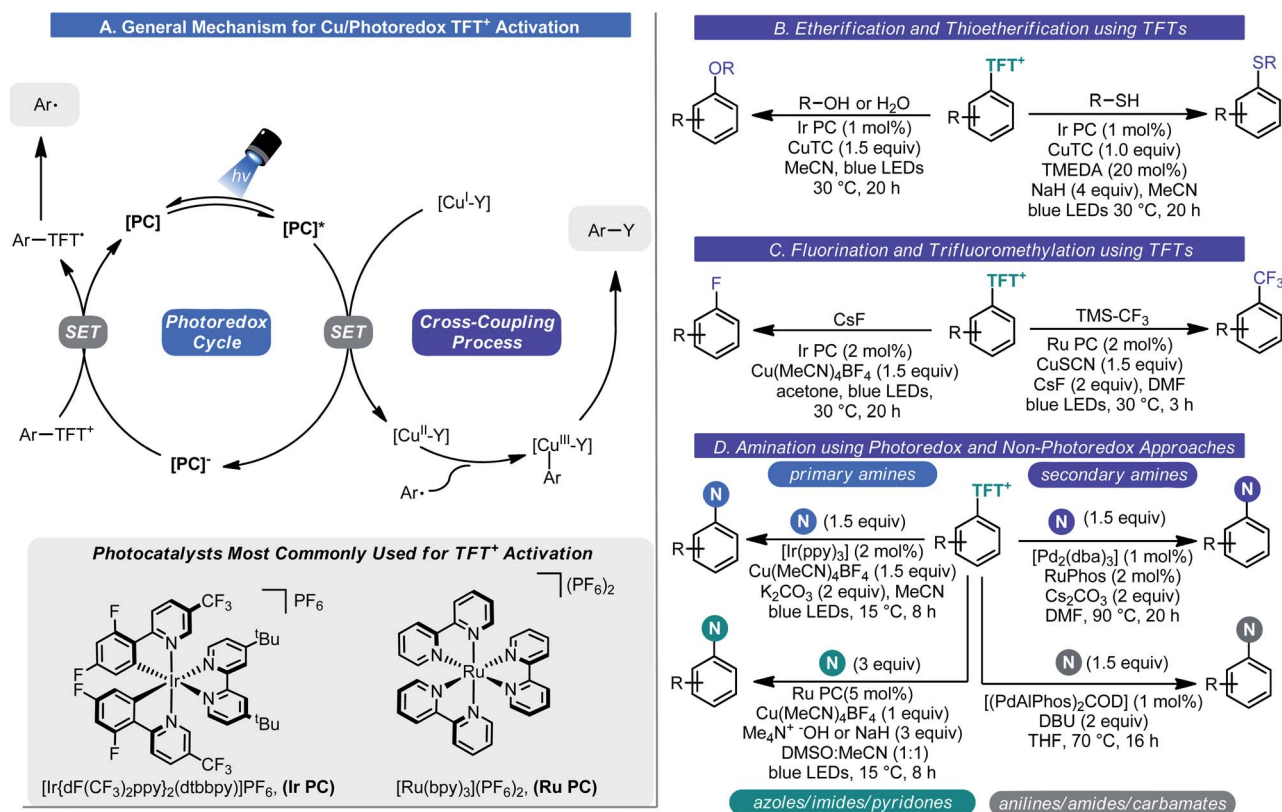 A. General Mechanism for Cu/Photoredox TFT⁺ Activation
Ar•
hν
[PC]
[PC]*
[Cuᴵ-Y]
Ar–Y
Ar–TFT•
SET
Photoredox
Cycle
SET
Cross-Coupling
Process
Ar–TFT⁺
[PC]⁻
[Cuᴵᴵ-Y]
Ar•
[Cuᴵᴵᴵ-Y]
Ar
Photocatalysts Most Commonly Used for TFT⁺ Activation
PF₆
CF₃
F
F
ᵗBu
N
N
Ir
N
N
F
F
ᵗBu
CF₃
[Ir{dF(CF₃)₂ppy}₂(dtbbpy)]PF₆, (Ir PC)
(PF₆)₂
N
N
N
Ru
N
N
N
[Ru(bpy)₃](PF₆)₂, (Ru PC)
B. Etherification and Thioetherification using TFTs
OR
R
R–OH or H₂O
Ir PC (1 mol%)
CuTC (1.5 equiv)
MeCN, blue LEDs
30 °C, 20 h
TFT⁺
R
R–SH
Ir PC (1 mol%)
CuTC (1.0 equiv)
TMEDA (20 mol%)
NaH (4 equiv), MeCN
blue LEDs 30 °C, 20 h
SR
R
C. Fluorination and Trifluoromethylation using TFTs
F
R
CsF
Ir PC (2 mol%)
Cu(MeCN)₄BF₄ (1.5 equiv)
acetone, blue LEDs,
30 °C, 20 h
TFT⁺
R
TMS-CF₃
Ru PC (2 mol%)
CuSCN (1.5 equiv)
CsF (2 equiv), DMF
blue LEDs, 30 °C, 3 h
CF₃
R
D. Amination using Photoredox and Non-Photoredox Approaches
primary amines
N
R
N (1.5 equiv)
[Ir(ppy)₃] (2 mol%)
Cu(MeCN)₄BF₄ (1.5 equiv)
K₂CO₃ (2 equiv), MeCN
blue LEDs, 15 °C, 8 h
TFT⁺
R
secondary amines
N (1.5 equiv)
[Pd₂(dba)₃] (1 mol%)
RuPhos (2 mol%)
Cs₂CO₃ (2 equiv)
DMF, 90 °C, 20 h
N
R
N
R
N (3 equiv)
Ru PC(5 mol%)
Cu(MeCN)₄BF₄ (1 equiv)
Me₄N⁺ ⁻OH or NaH (3 equiv)
DMSO:MeCN (1:1)
blue LEDs, 15 °C, 8 h
azoles/imides/pyridones
N (1.5 equiv)
[(PdAlPhos)₂COD] (1 mol%)
DBU (2 equiv)
THF, 70 °C, 16 h
N
R
anilines/amides/carbamates